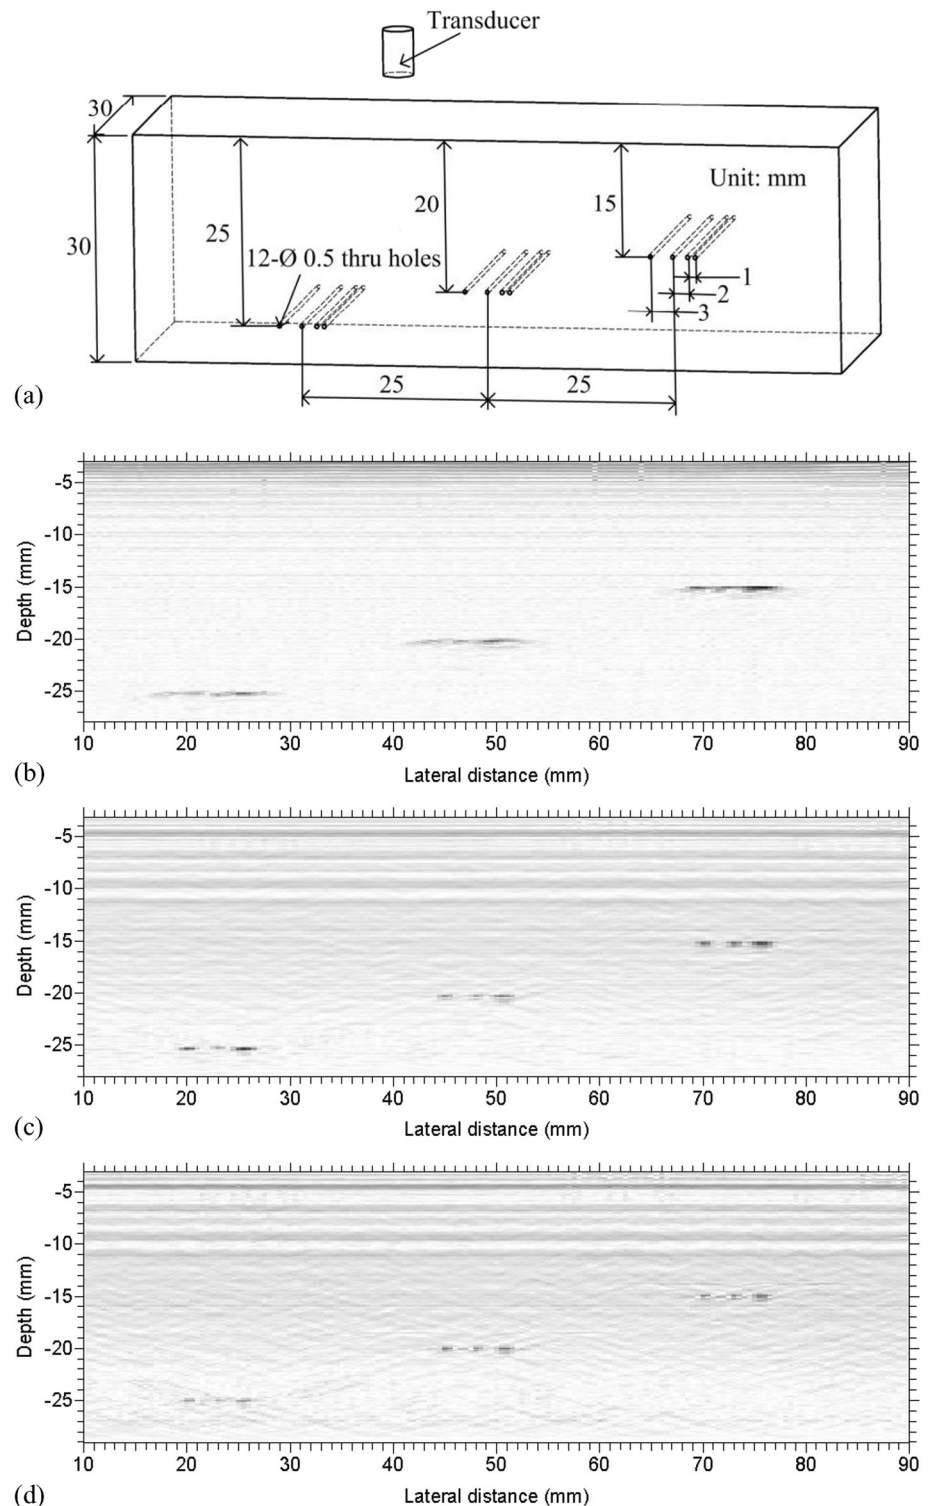 Transducer
30
Unit: mm
20
15
25
30
12-Ø 0.5 thru holes
1
2
3
25
25
(a)
-5
-10
-15
-20
-25
Depth (mm)
10 20 30 40 50 60 70 80 90
Lateral distance (mm)
(b)
-5
-10
-15
-20
-25
Depth (mm)
10 20 30 40 50 60 70 80 90
Lateral distance (mm)
(c)
-5
-10
-15
-20
-25
Depth (mm)
10 20 30 40 50 60 70 80 90
Lateral distance (mm)
(d)